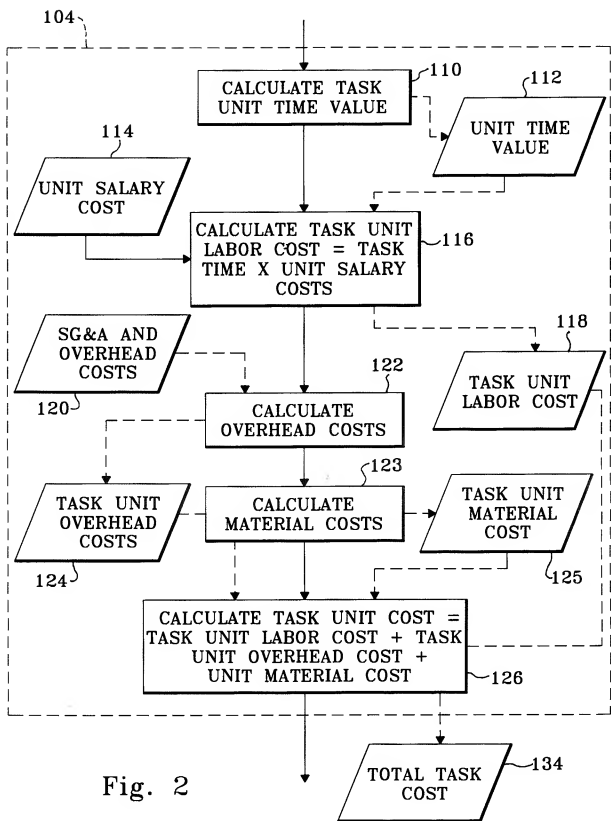 104
CALCULATE TASK
UNIT TIME VALUE
110
112
UNIT TIME
VALUE
114
UNIT SALARY
COST
CALCULATE TASK UNIT
LABOR COST = TASK
TIME X UNIT SALARY
COSTS
116
SG&A AND
OVERHEAD
COSTS
120
118
TASK UNIT
LABOR COST
122
CALCULATE
OVERHEAD COSTS
123
CALCULATE
MATERIAL COSTS
TASK UNIT
OVERHEAD
COSTS
124
TASK UNIT
MATERIAL
COST
125
CALCULATE TASK UNIT COST =
TASK UNIT LABOR COST + TASK
UNIT OVERHEAD COST +
UNIT MATERIAL COST
126
TOTAL TASK
COST
134
Fig. 2